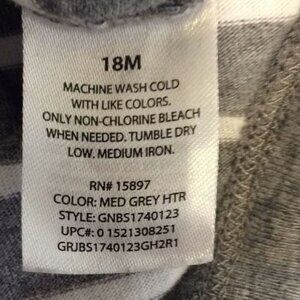 18M
MACHINE WASH COLD
WITH LIKE COLORS.
ONLY NON-CHLORINE BLEACH
WHEN NEEDED. TUMBLE DRY
LOW. MEDIUM IRON.
RN# 15897
COLOR: MED GREY HTR
STYLE: GNBS1740123
UPC#: 0 1521308251
GRJBS1740123GH2R1